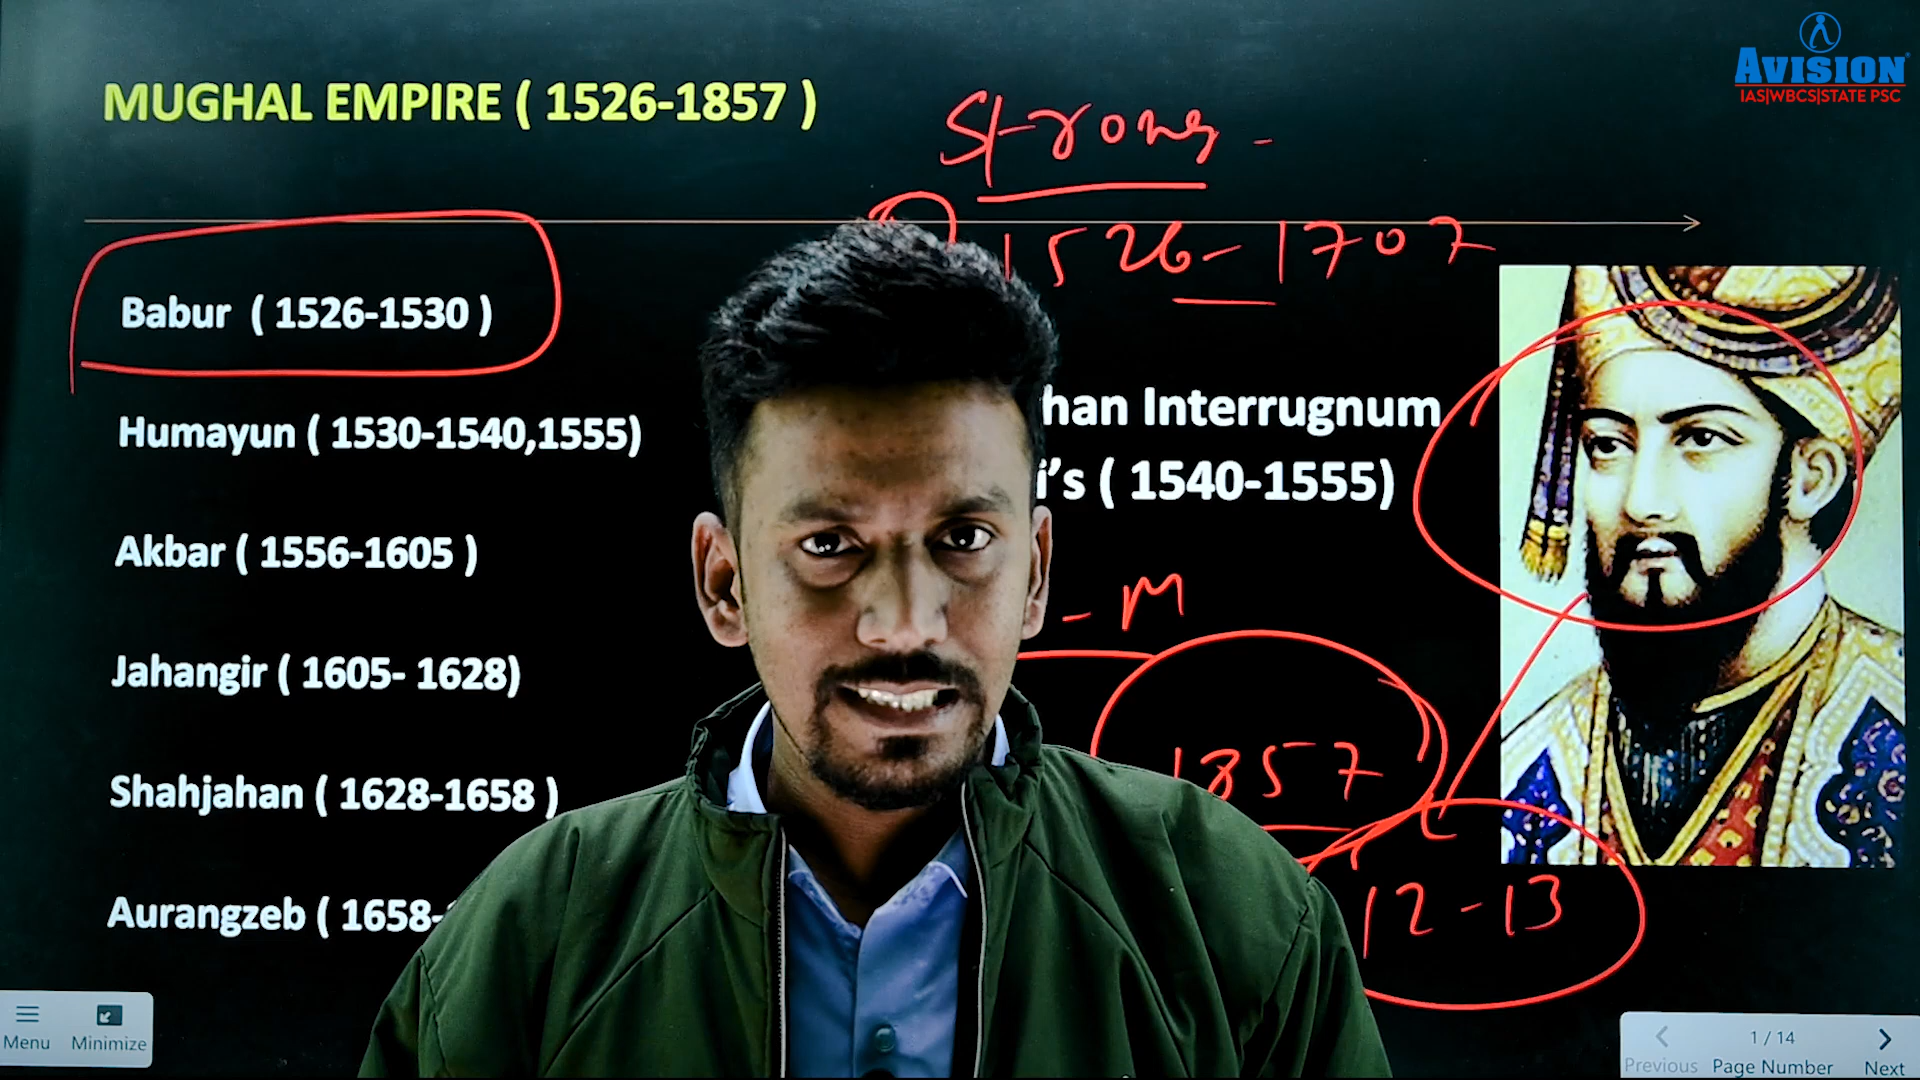 AVISION
IAS|WBCS|STATE PSC
MUGHAL EMPIRE ( 1526-1857 )
Strong -
1526-1707
Babur ( 1526-1530 )
Humayun ( 1530-1540,1555)
han Interrugnum
i's ( 1540-1555)
Akbar ( 1556-1605 )
- M
Jahangir ( 1605- 1628)
1857
Shahjahan ( 1628-1658 )
12-13
Aurangzeb ( 1658-
Menu
Minimize
1 / 14
Previous
Page Number
Next